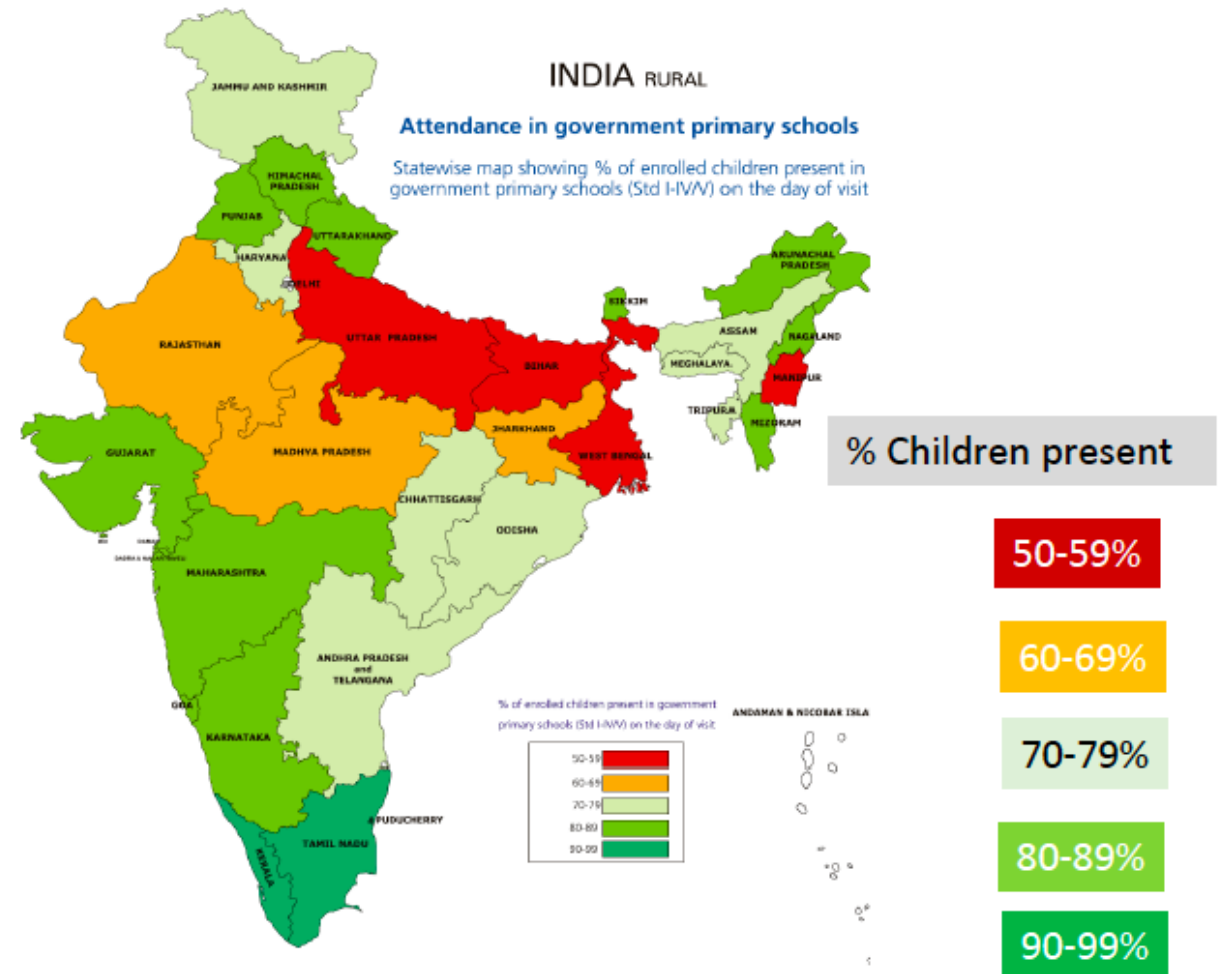 INDIA RURAL
Attendance in government primary schools
Statewise map showing % of enrolled children present in
government primary schools (Std I-IV/V) on the day of visit
JAMMU AND KASHMIR
HIMACHAL
PRADESH
PUNJAB
UTTARAKHAND
HARYANA
DELHI
ARUNACHAL
PRADESH
SIKKIM
RAJASTHAN
UTTAR PRADESH
BIHAR
ASSAM
NAGALAND
MEGHALAYA
MANIPUR
TRIPURA
MIZORAM
GUJARAT
MADHYA PRADESH
JHARKHAND
WEST BENGAL
% Children present
CHHATTISGARH
ODISHA
50-59%
MAHARASHTRA
60-69%
ANDHRA PRADESH
and
TELANGANA
GOA
KARNATAKA
% of enrolled children present in government
primary schools (Std I-IV/V) on the day of visit
ANDAMAN & NICOBAR ISLA
70-79%
50-59
60-69
70-79
80-89
90-99
PUDUCHERRY
TAMIL NADU
KERALA
80-89%
90-99%